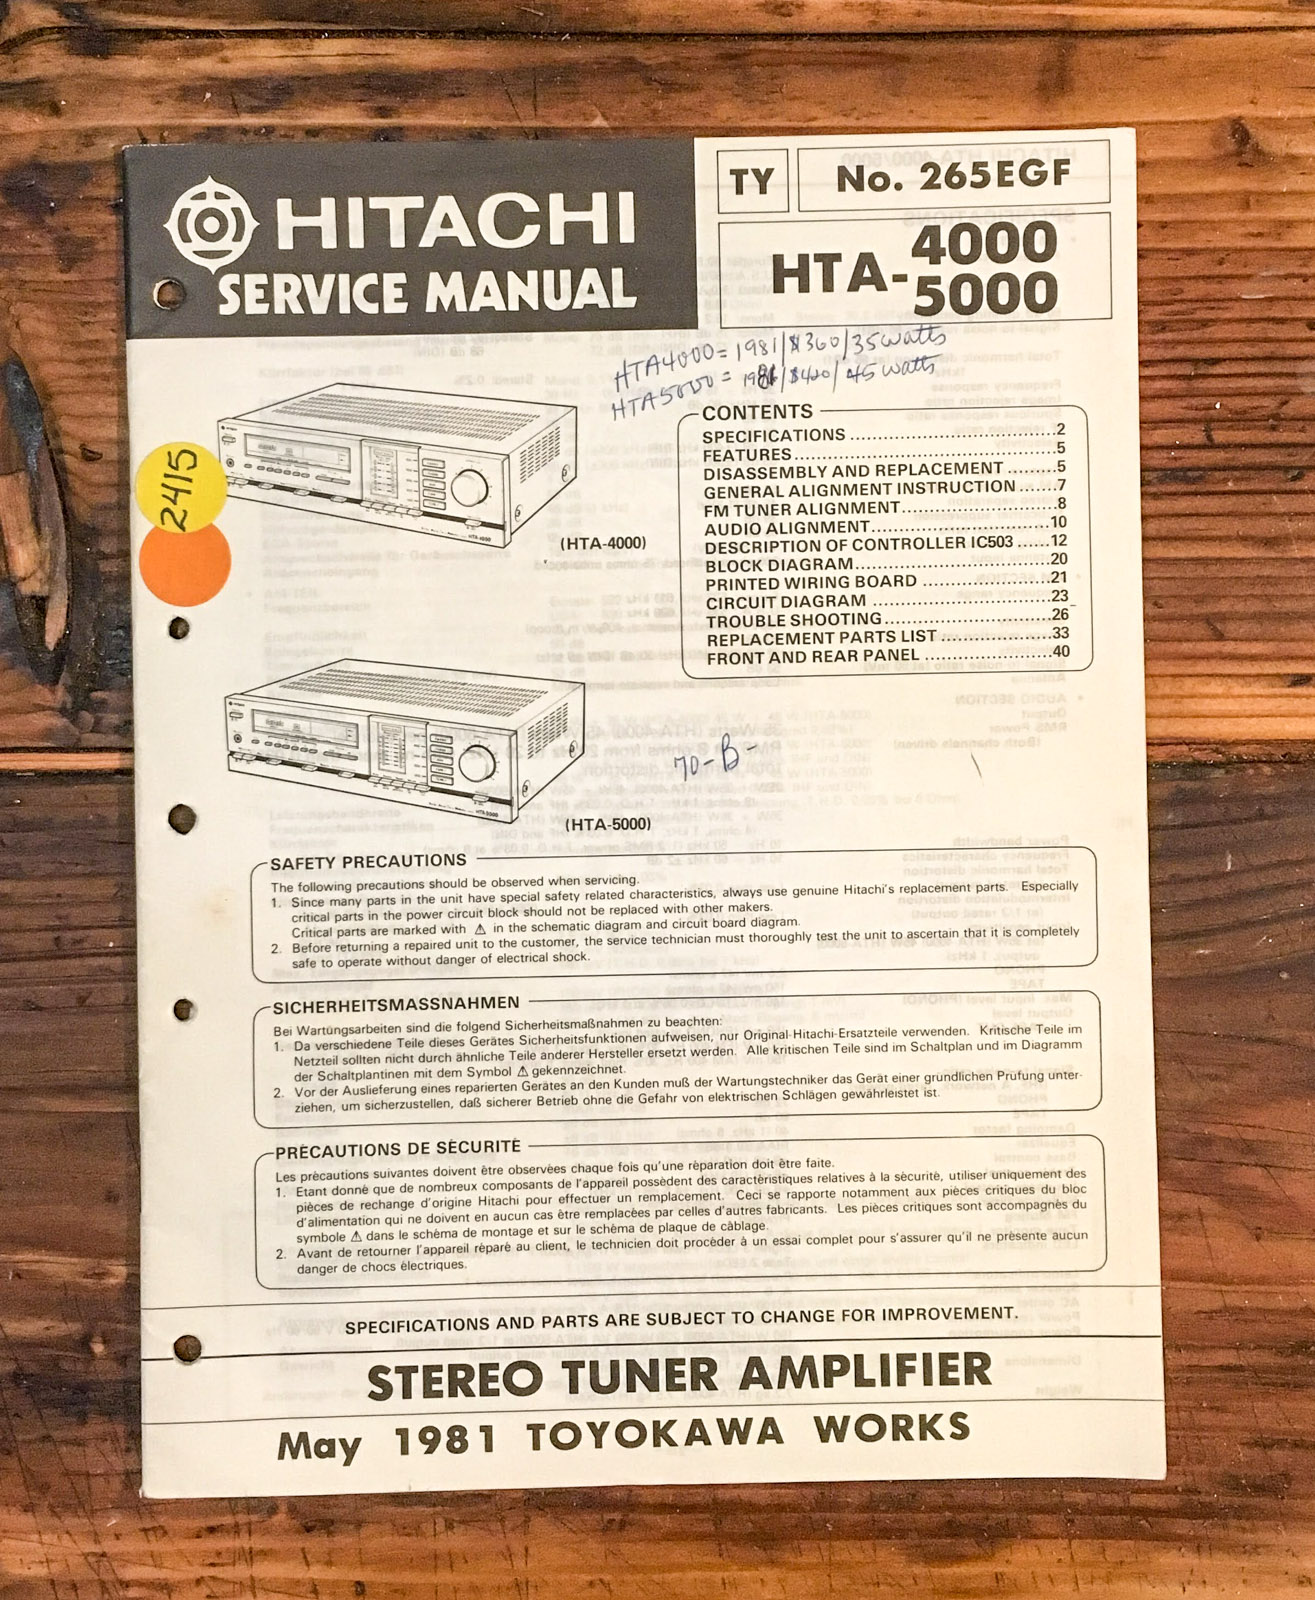 HITACHI
SERVICE MANUAL
TY
No. 265EGF
HTA-4000
5000
HTA4000 = 1981/$360/35watts
HTA5000 = 1981/$420/45watts
CONTENTS
SPECIFICATIONS ..........2
FEATURES..........5
DISASSEMBLY AND REPLACEMENT .........5
GENERAL ALIGNMENT INSTRUCTION.......7
FM TUNER ALIGNMENT..........8
AUDIO ALIGNMENT..........10
DESCRIPTION OF CONTROLLER IC503 ......12
BLOCK DIAGRAM..........20
PRINTED WIRING BOARD ..........21
CIRCUIT DIAGRAM ..........23
TROUBLE SHOOTING..........26
REPLACEMENT PARTS LIST..........33
FRONT AND REAR PANEL ..........40
2415
HTA-4000
(HTA-4000)
HTA-5000
(HTA-5000)
70-B-
SAFETY PRECAUTIONS
The following precautions should be observed when servicing.
1. Since many parts in the unit have special safety related characteristics, always use genuine Hitachi's replacement parts. Especially
critical parts in the power circuit block should not be replaced with other makers.
Critical parts are marked with ⚠ in the schematic diagram and circuit board diagram.
2. Before returning a repaired unit to the customer, the service technician must thoroughly test the unit to ascertain that it is completely
safe to operate without danger of electrical shock.
SICHERHEITSMASSNAHMEN
Bei Wartungsarbeiten sind die folgend Sicherheitsmaßnahmen zu beachten:
1. Da verschiedene Teile dieses Gerätes Sicherheitsfunktionen aufweisen, nur Original-Hitachi-Ersatzteile verwenden. Kritische Teile im
Netzteil sollten nicht durch ähnliche Teile anderer Hersteller ersetzt werden. Alle kritischen Teile sind im Schaltplan und im Diagramm
der Schaltplantinen mit dem Symbol ⚠ gekennzeichnet.
2. Vor der Auslieferung eines reparierten Gerätes an den Kunden muß der Wartungstechniker das Gerät einer gründlichen Prüfung unter-
ziehen, um sicherzustellen, daß sicherer Betrieb ohne die Gefahr von elektrischen Schlägen gewährleistet ist.
PRÉCAUTIONS DE SÉCURITÉ
Les précautions suivantes doivent être observées chaque fois qu'une réparation doit être faite.
1. Etant donné que de nombreux composants de l'appareil possèdent des caractéristiques relatives à la sécurité, utiliser uniquement des
pièces de rechange d'origine Hitachi pour effectuer un remplacement. Ceci se rapporte notamment aux pièces critiques du bloc
d'alimentation qui ne doivent en aucun cas être remplacées par celles d'autres fabricants. Les pièces critiques sont accompagnés du
symbole ⚠ dans le schéma de montage et sur le schéma de plaque de câblage.
2. Avant de retourner l'appareil réparé au client, le technicien doit procéder à un essai complet pour s'assurer qu'il ne présente aucun
danger de chocs électriques.
SPECIFICATIONS AND PARTS ARE SUBJECT TO CHANGE FOR IMPROVEMENT.
STEREO TUNER AMPLIFIER
May 1981 TOYOKAWA WORKS